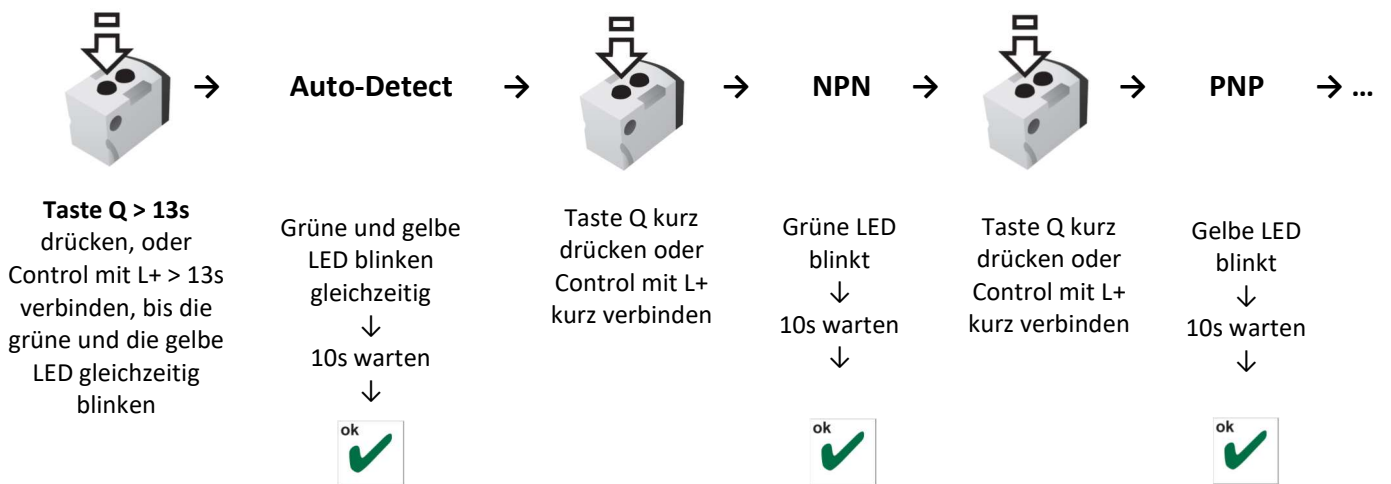 → Auto-Detect → → NPN → → PNP → ...
Taste Q > 13s
drücken, oder
Control mit L+ > 13s
verbinden, bis die
grüne und die gelbe
LED gleichzeitig
blinken
Grüne und gelbe
LED blinken
gleichzeitig
↓
10s warten
↓
ok
Taste Q kurz
drücken oder
Control mit L+
kurz verbinden
Grüne LED
blinkt
↓
10s warten
↓
ok
Taste Q kurz
drücken oder
Control mit L+
kurz verbinden
Gelbe LED
blinkt
↓
10s warten
↓
ok